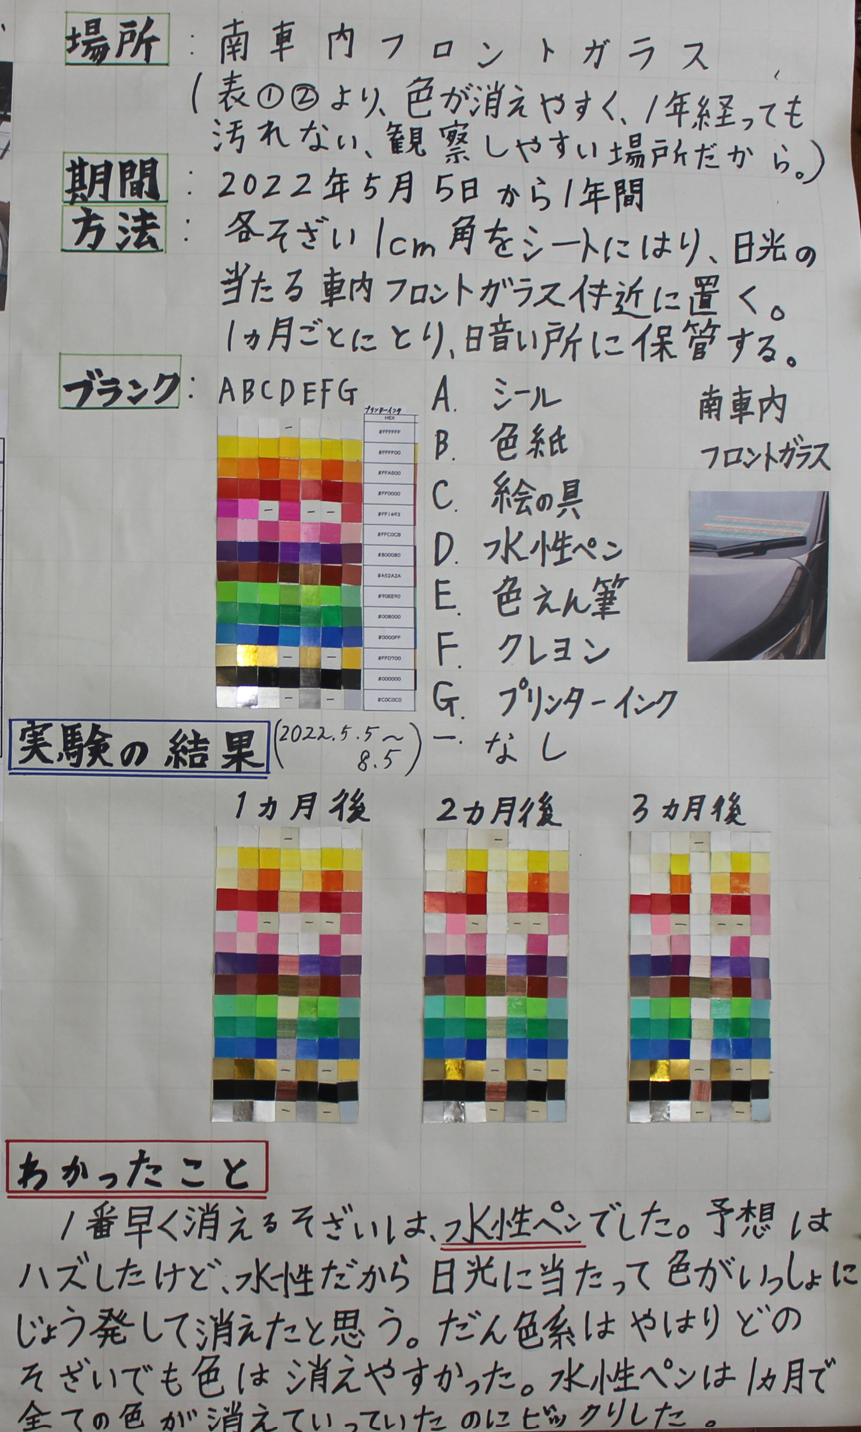 場所 : 南車内フロントガラス
(表①②より、色が消えやすく、1年経っても
汚れない、観察しやすい場所だから。)
期間 : 2022年5月5日から1年間
方法 : 各そざい1cm角をシートにはり、日光の
当たる車内フロントガラス付近に置く。
1ヵ月ごとにとり、暗い所に保管する。
ブランク : ABCDEFG
プリンターインク
HEX
#FFFFFF
#FFFF00
#FFA500
#FF0000
#FF1493
#FFC0CB
#800080
#A52A2A
#90EE90
#008000
#0000FF
#FFD700
#000000
#C0C0C0
A. シール
B. 色紙
C. 絵の具
D. 水性ペン
E. 色えん筆
F. クレヨン
G. プリンターインク
一. なし
南車内
フロントガラス
実験の結果 (2022.5.5〜
8.5)
1ヵ月後 2ヵ月後 3ヵ月後
わかったこと
1番早く消えるそざいは、水性ペンでした。予想は
ハズしたけど、水性だから日光に当たって色がいっしょに
じょう発して消えたと思う。だん色系はやはりどの
そざいでも色は消えやすかった。水性ペンは1ヵ月で
全ての色が消えていっていたのにビックリした。